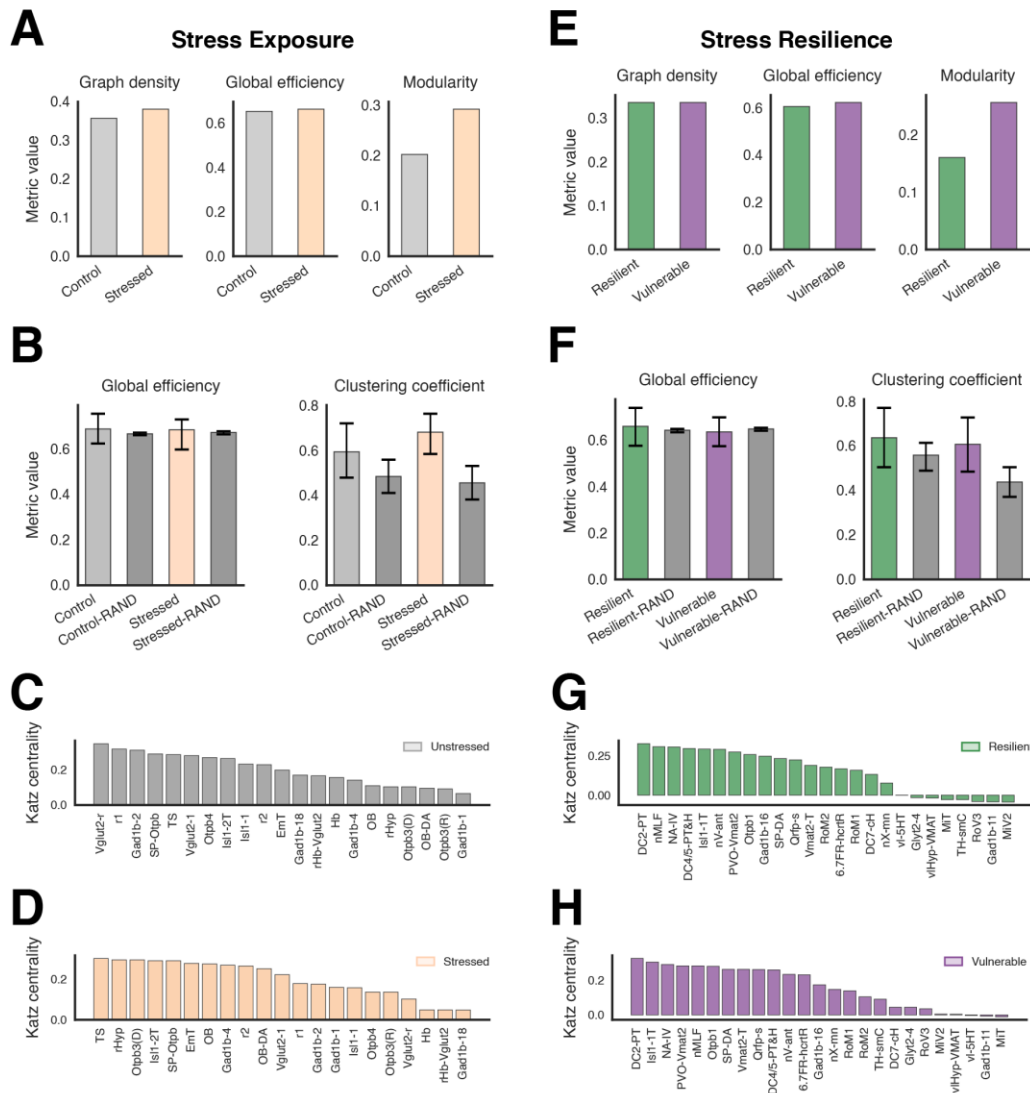 A
Stress Exposure
Graph density
Global efficiency
Modularity
Metric value
0.4
0.3
0.2
0.1
0.0
Control
Stressed
0.6
0.4
0.2
0.0
Control
Stressed
0.3
0.2
0.1
0.0
Control
Stressed
E
Stress Resilience
Graph density
Global efficiency
Modularity
Metric value
0.3
0.2
0.1
0.0
Resilient
Vulnerable
0.6
0.4
0.2
0.0
Resilient
Vulnerable
0.2
0.1
0.0
Resilient
Vulnerable
B
Global efficiency
Clustering coefficient
Metric value
0.8
0.6
0.4
0.2
0.0
Control
Control-RAND
Stressed
Stressed-RAND
0.8
0.6
0.4
0.2
0.0
Control
Control-RAND
Stressed
Stressed-RAND
F
Global efficiency
Clustering coefficient
Metric value
0.8
0.6
0.4
0.2
0.0
Resilient
Resilient-RAND
Vulnerable
Vulnerable-RAND
0.8
0.6
0.4
0.2
0.0
Resilient
Resilient-RAND
Vulnerable
Vulnerable-RAND
C
Katz centrality
0.2
0.0
Unstressed
Vglut2-r
r1
Gad1b-2
SP-Otpb
TS
Vglut2-1
Otpb4
Isl1-2T
Isl1-1
r2
EmT
Gad1b-18
rHb-Vglut2
Hb
Gad1b-4
OB
rHyp
Otpb3(D)
OB-DA
Otpb3(R)
Gad1b-1
G
Katz centrality
0.25
0.00
Resilient
DC2-PT
nMLF
NA-IV
DC4/5-PT&H
Isl1-1T
nV-ant
PVO-Vmat2
Otpb1
Gad1b-16
SP-DA
Qrfp-s
Vmat2-T
RoM2
6.7FR-hcrtR
RoM1
DC7-cH
nX-mn
vl-5HT
Glyt2-4
vlHyp-VMAT
MiT
TH-smC
RoV3
Gad1b-11
MiV2
D
Katz centrality
0.2
0.0
Stressed
TS
rHyp
Otpb3(D)
Isl1-2T
SP-Otpb
EmT
OB
Gad1b-4
r2
OB-DA
Vglut2-1
r1
Gad1b-2
Gad1b-1
Isl1-1
Otpb4
Otpb3(R)
Vglut2-r
Hb
rHb-Vglut2
Gad1b-18
H
Katz centrality
0.2
0.0
Vulnerable
DC2-PT
Isl1-1T
NA-IV
PVO-Vmat2
nMLF
Otpb1
SP-DA
Vmat2-T
Qrfp-s
DC4/5-PT&H
nV-ant
6.7FR-hcrtR
Gad1b-16
nX-mn
RoM1
RoM2
TH-smC
DC7-cH
Glyt2-4
RoV3
MiV2
vlHyp-VMAT
vl-5HT
Gad1b-11
MiT